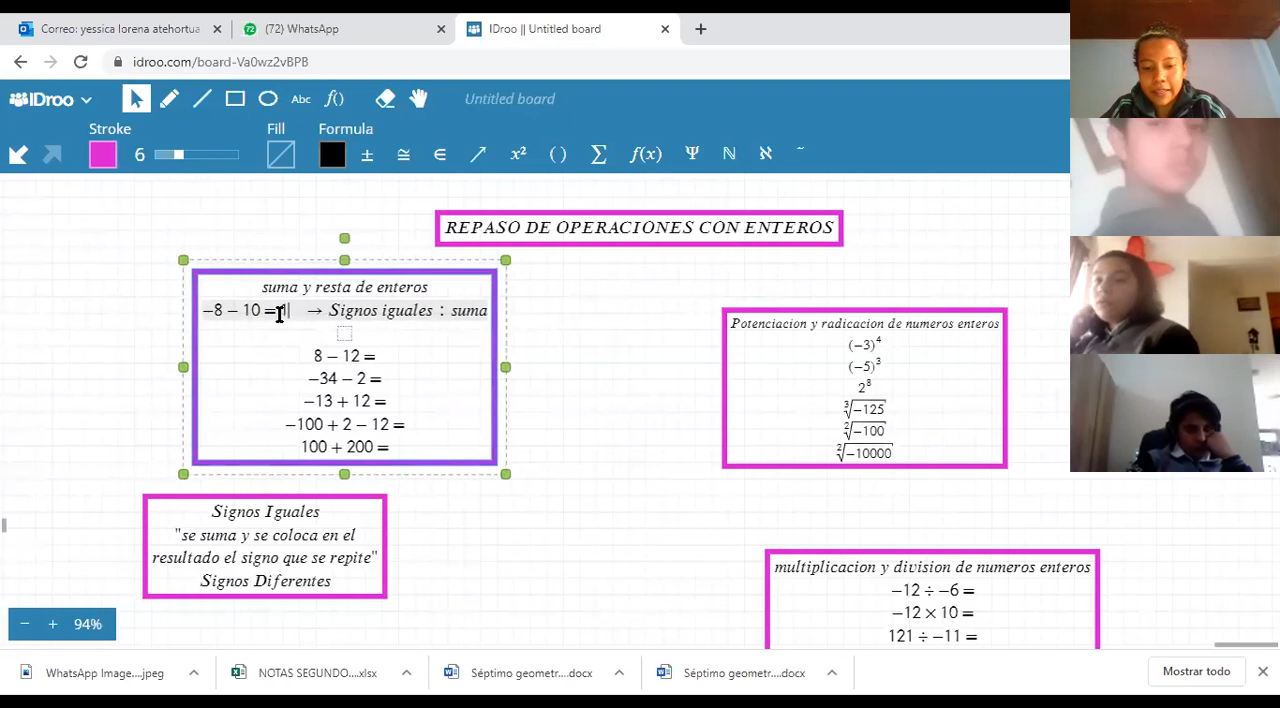 Correo: yessica lorena atehortua
(72) WhatsApp
IDroo || Untitled board
idroo.com/board-Va0wz2vBPB
IDroo
Abc
f()
Untitled board
Stroke
Fill
Formula
6
± ≅ ∈ x² ( ) ∑ f(x) Ψ ℕ ℵ
REPASO DE OPERACIONES CON ENTEROS
suma y resta de enteros
−8 − 10 = → Signos iguales : suma
8 − 12 =
−34 − 2 =
−13 + 12 =
−100 + 2 − 12 =
100 + 200 =
Signos Iguales
"se suma y se coloca en el
resultado el signo que se repite"
Signos Diferentes
Potenciacion y radicacion de numeros enteros
(−3)⁴
(−5)³
2⁸
∛−125
²√−100
²√−10000
multiplicacion y division de numeros enteros
−12 ÷ −6 =
−12 × 10 =
121 ÷ −11 =
− + 94%
WhatsApp Image....jpeg
NOTAS SEGUNDO....xlsx
Séptimo geometr....docx
Séptimo geometr....docx
Mostrar todo